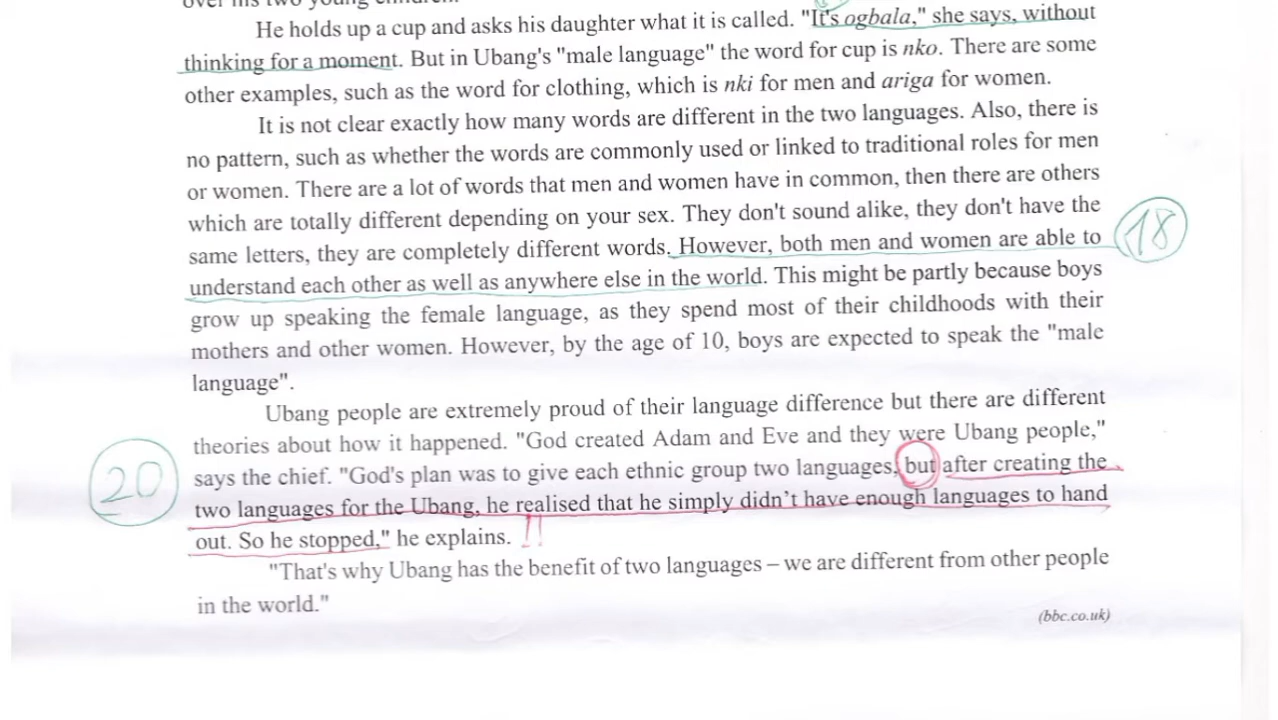 over his two young children.
He holds up a cup and asks his daughter what it is called. "It's ogbala," she says, without
thinking for a moment. But in Ubang's "male language" the word for cup is nko. There are some
other examples, such as the word for clothing, which is nki for men and ariga for women.
It is not clear exactly how many words are different in the two languages. Also, there is
no pattern, such as whether the words are commonly used or linked to traditional roles for men
or women. There are a lot of words that men and women have in common, then there are others
which are totally different depending on your sex. They don't sound alike, they don't have the
same letters, they are completely different words. However, both men and women are able to
18
understand each other as well as anywhere else in the world. This might be partly because boys
grow up speaking the female language, as they spend most of their childhoods with their
mothers and other women. However, by the age of 10, boys are expected to speak the "male
language".
Ubang people are extremely proud of their language difference but there are different
theories about how it happened. "God created Adam and Eve and they were Ubang people,"
20
says the chief. "God's plan was to give each ethnic group two languages, but after creating the
two languages for the Ubang, he realised that he simply didn't have enough languages to hand
out. So he stopped," he explains. !!
"That's why Ubang has the benefit of two languages – we are different from other people
in the world."
(bbc.co.uk)